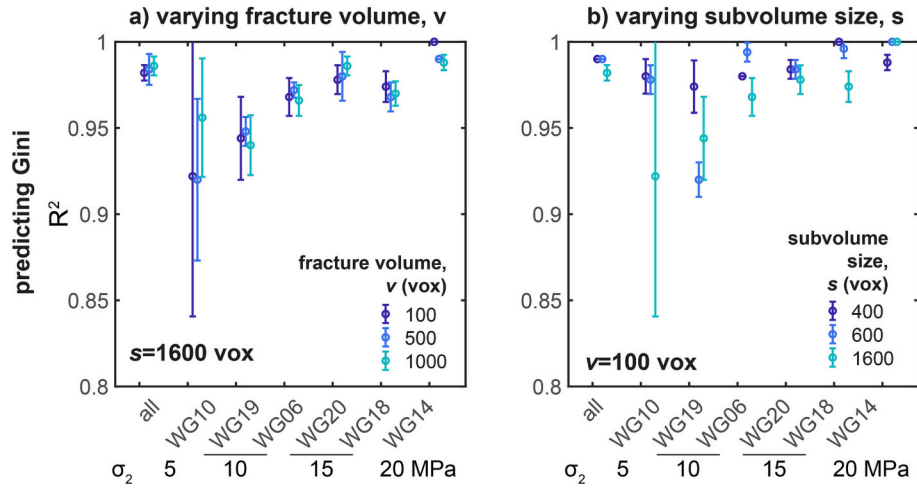 a) varying fracture volume, v
b) varying subvolume size, s
predicting Gini
R²
1
0.95
0.9
0.85
0.8
fracture volume,
v (vox)
100
500
1000
s=1600 vox
all
WG10
WG19
WG06
WG20
WG18
WG14
σ₂ 5 10 15 20 MPa
1
0.95
0.9
0.85
0.8
subvolume
size,
s (vox)
400
600
1600
v=100 vox
all
WG10
WG19
WG06
WG20
WG18
WG14
σ₂ 5 10 15 20 MPa